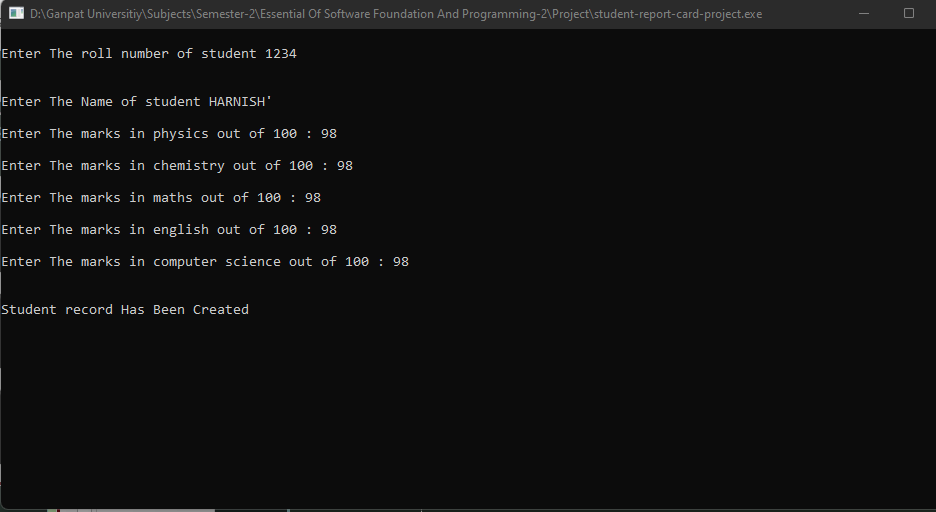 D:\Ganpat Universitiy\Subjects\Semester-2\Essential Of Software Foundation And Programming-2\Project\student-report-card-project.exe
Enter The roll number of student 1234
Enter The Name of student HARNISH'
Enter The marks in physics out of 100 : 98
Enter The marks in chemistry out of 100 : 98
Enter The marks in maths out of 100 : 98
Enter The marks in english out of 100 : 98
Enter The marks in computer science out of 100 : 98
Student record Has Been Created